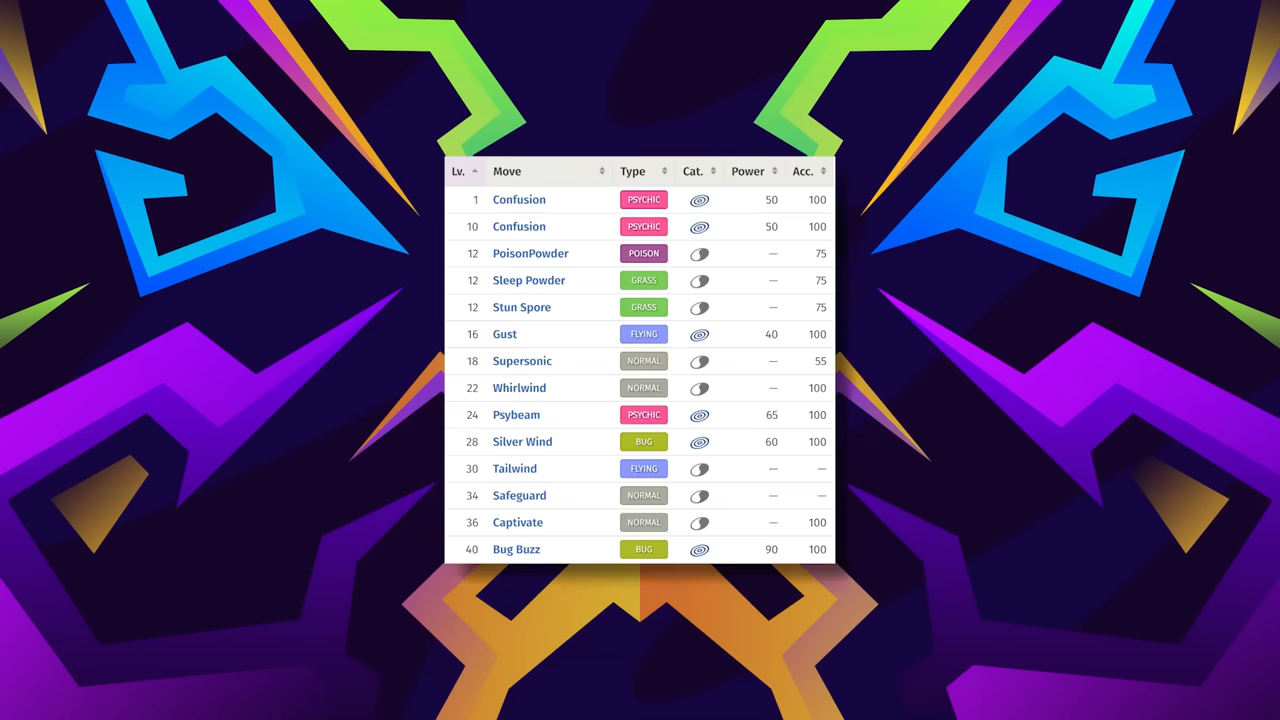 Lv. Move Type Cat. Power Acc.
1 Confusion PSYCHIC 50 100
10 Confusion PSYCHIC 50 100
12 PoisonPowder POISON — 75
12 Sleep Powder GRASS — 75
12 Stun Spore GRASS — 75
16 Gust FLYING 40 100
18 Supersonic NORMAL — 55
22 Whirlwind NORMAL — 100
24 Psybeam PSYCHIC 65 100
28 Silver Wind BUG 60 100
30 Tailwind FLYING — —
34 Safeguard NORMAL — —
36 Captivate NORMAL — 100
40 Bug Buzz BUG 90 100